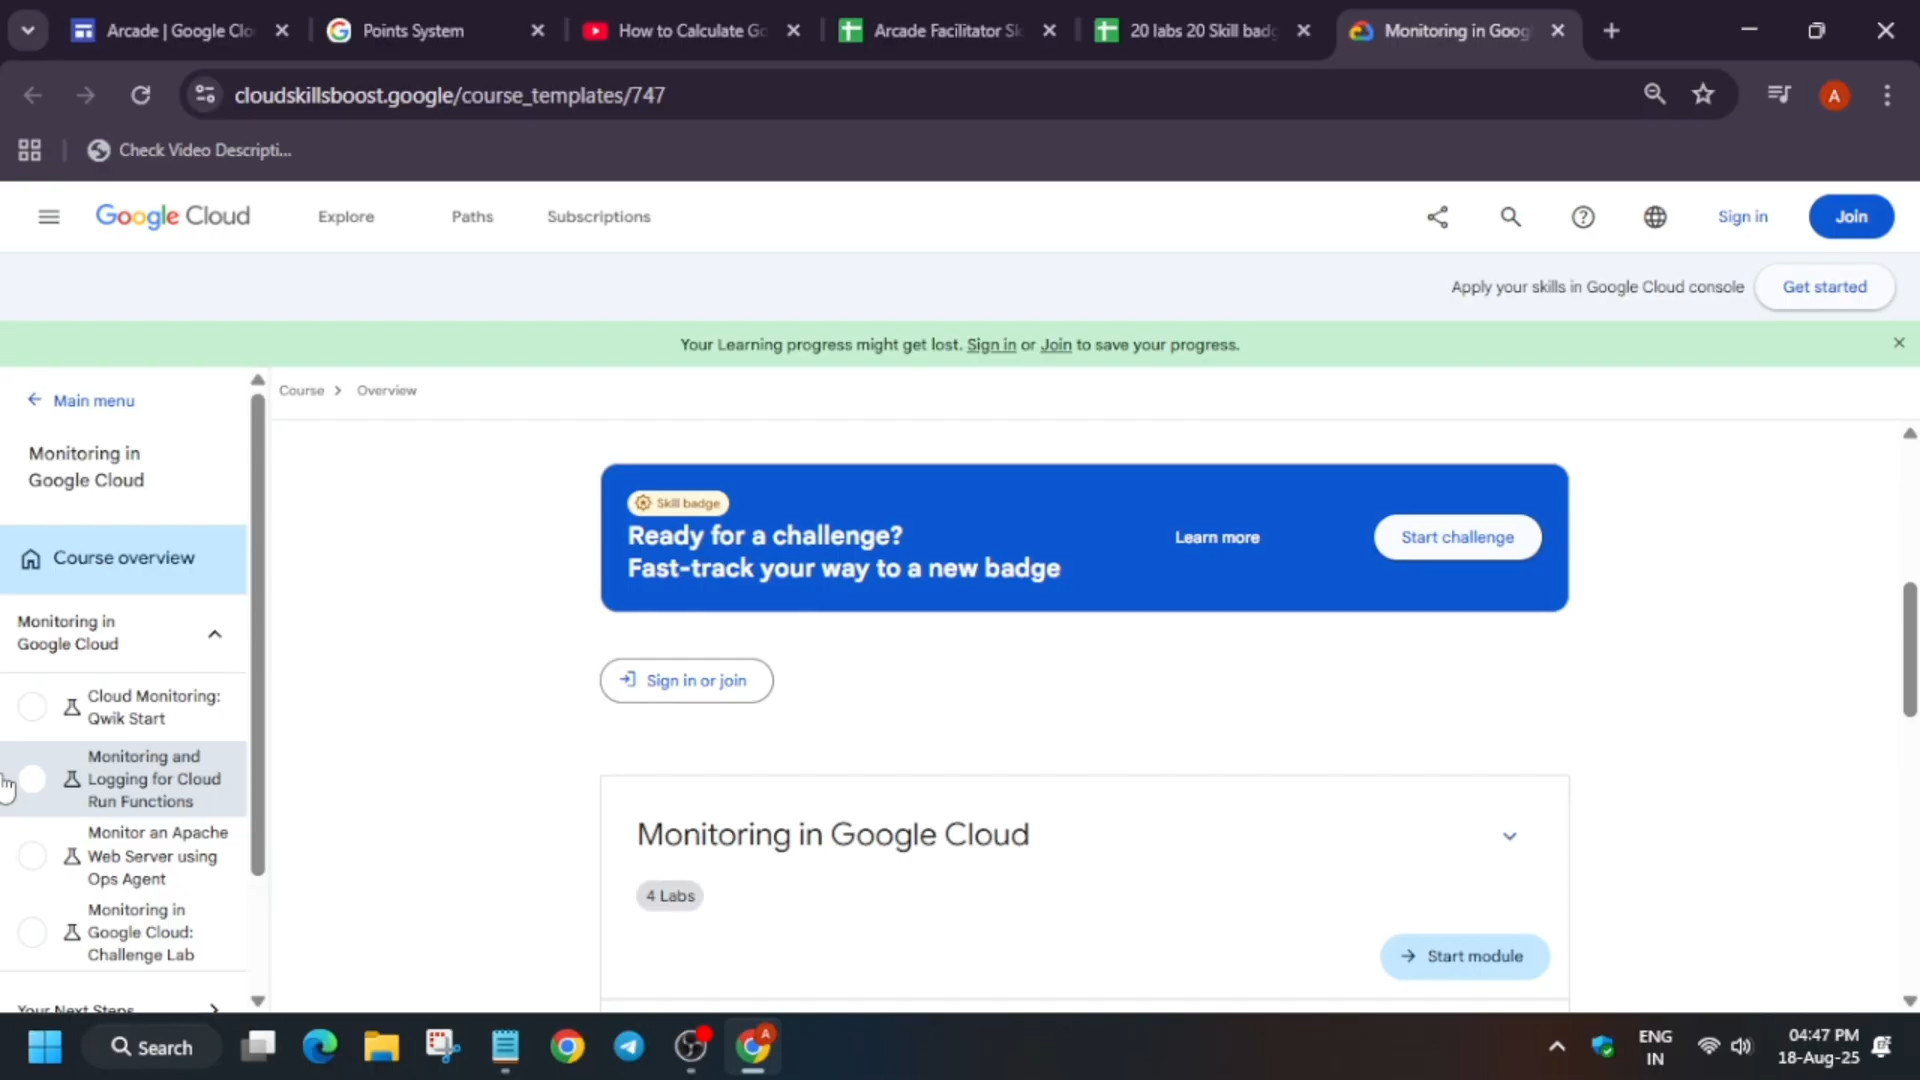 Arcade | Google Clo
Points System
How to Calculate Go
Arcade Facilitator Sk
20 labs 20 Skill badg
Monitoring in Goog
cloudskillsboost.google/course_templates/747
A
Check Video Descripti...
Google Cloud
Explore
Paths
Subscriptions
Sign in
Join
Apply your skills in Google Cloud console
Get started
Your Learning progress might get lost. Sign in or Join to save your progress.
Main menu
Course
Overview
Monitoring in
Google Cloud
Skill badge
Ready for a challenge?
Fast-track your way to a new badge
Learn more
Start challenge
Course overview
Monitoring in
Google Cloud
Sign in or join
Cloud Monitoring:
Qwik Start
Monitoring and
Logging for Cloud
Run Functions
Monitor an Apache
Web Server using
Ops Agent
Monitoring in
Google Cloud:
Challenge Lab
Monitoring in Google Cloud
4 Labs
Start module
Your Next Steps
Search
A
ENG
IN
04:47 PM
18-Aug-25